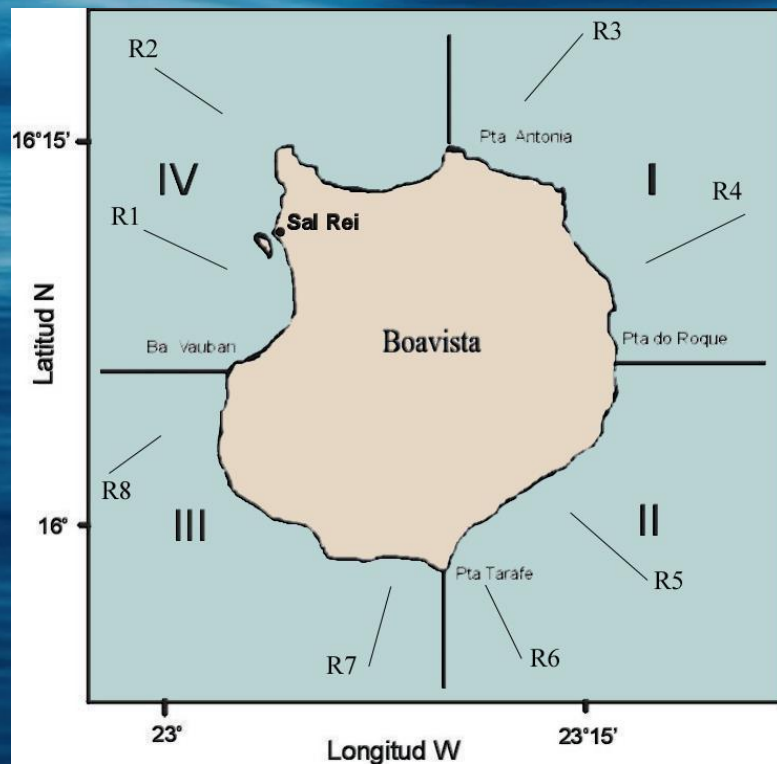 R2
R3
16°15'
Pta Antonia
IV
I
R1
R4
Sal Rei
Latitud N
Ba Vauban
Boavista
Pta do Roque
R8
16°
III
II
Pta Tarafe
R5
R7
R6
23°
23°15'
Longitud W